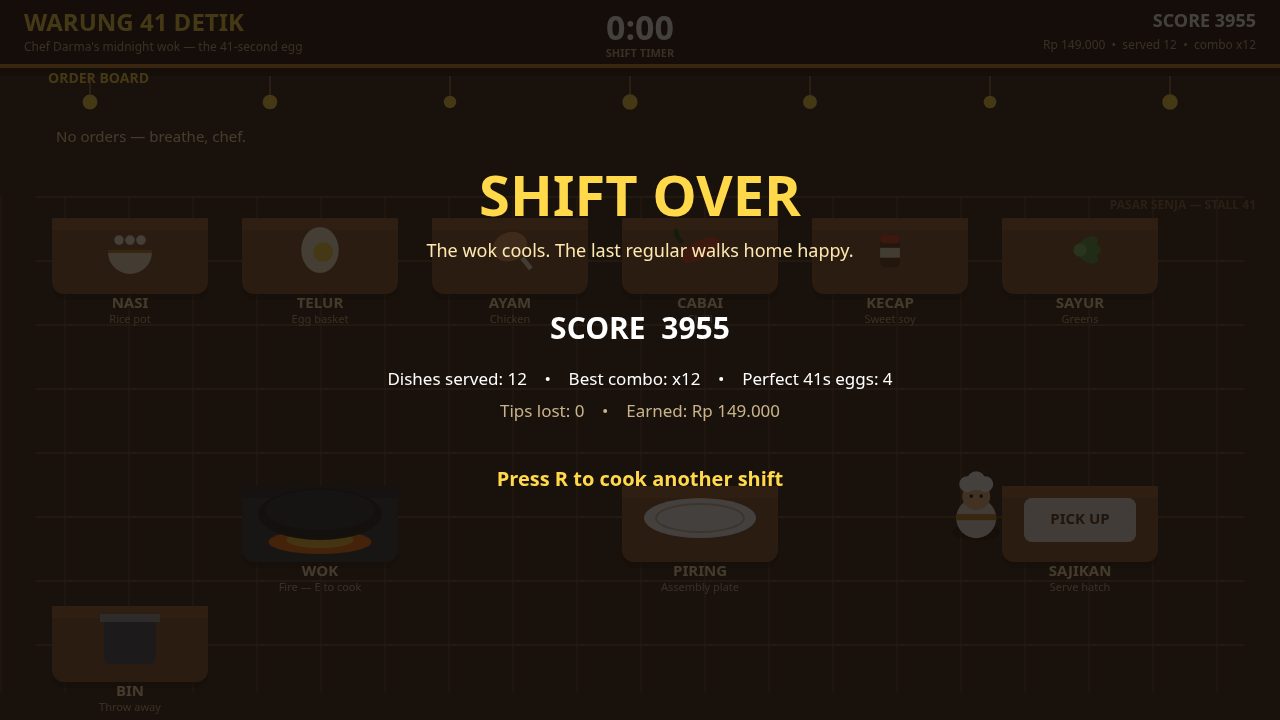 WARUNG 41 DETIK
Chef Darma's midnight wok — the 41-second egg
0:00
SHIFT TIMER
SCORE 3955
Rp 149.000 • served 12 • combo x12
ORDER BOARD
No orders — breathe, chef.
SHIFT OVER
PASAR SENJA — STALL 41
The wok cools. The last regular walks home happy.
NASI
Rice pot
TELUR
Egg basket
AYAM
Chicken
CABAI
KECAP
Sweet soy
SAYUR
Greens
SCORE 3955
Dishes served: 12 • Best combo: x12 • Perfect 41s eggs: 4
Tips lost: 0 • Earned: Rp 149.000
Press R to cook another shift
WOK
Fire — E to cook
PIRING
Assembly plate
PICK UP
SAJIKAN
Serve hatch
BIN
Throw away